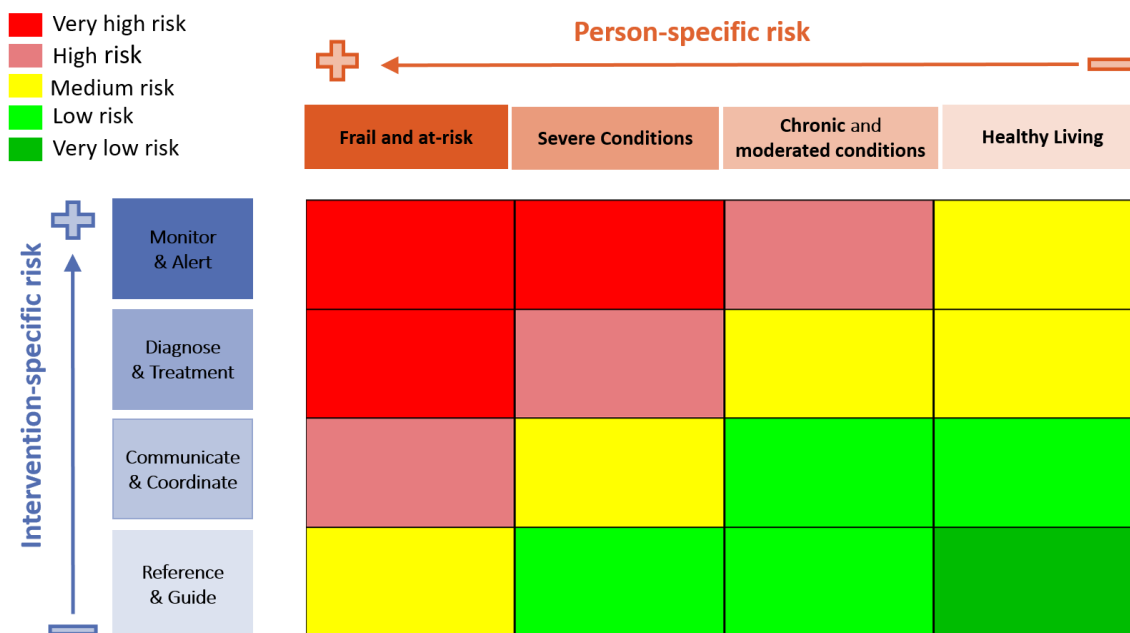 Very high risk
High risk
Medium risk
Low risk
Very low risk
Person-specific risk
Frail and at-risk
Severe Conditions
Chronic and
moderated conditions
Healthy Living
Intervention-specific risk
Monitor
& Alert
Diagnose
& Treatment
Communicate
& Coordinate
Reference
& Guide